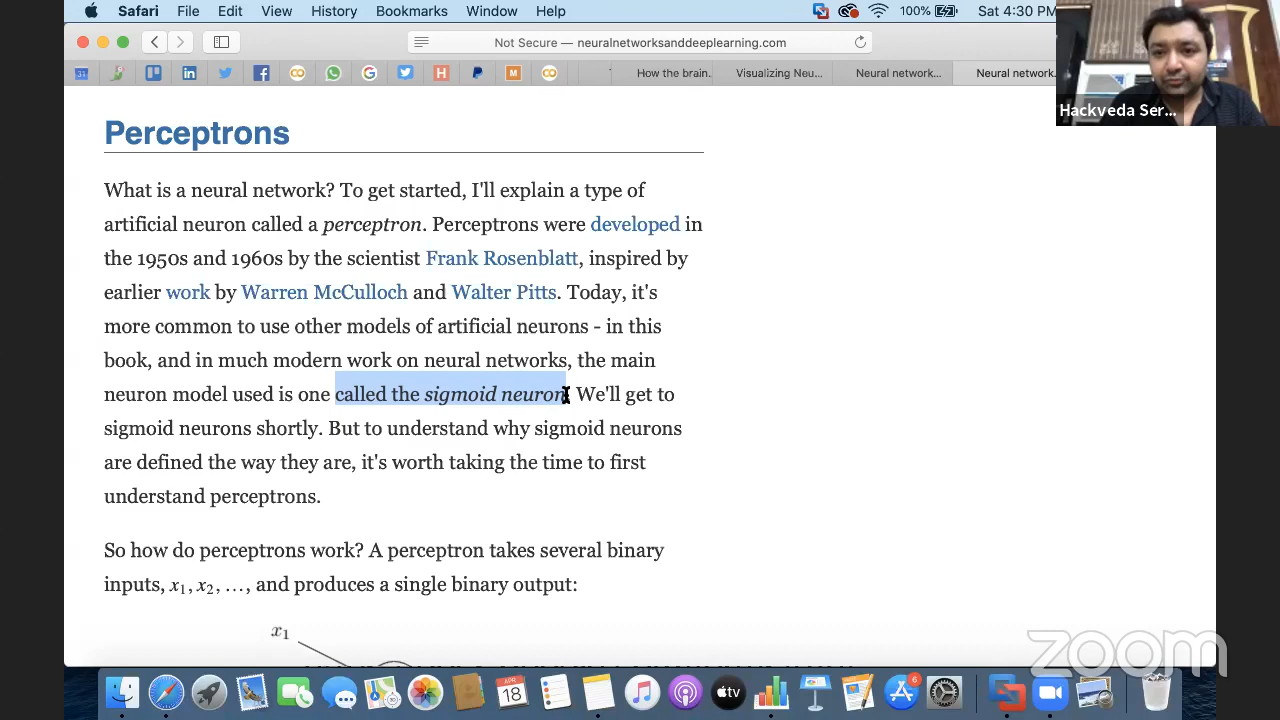 Safari File Edit View History Bookmarks Window Help 100% Sat 4:30 PM
Not Secure — neuralnetworksanddeeplearning.com
How the brain. Visualizing Neu... Neural network... Neural network.
Hackveda Ser...
Perceptrons
What is a neural network? To get started, I'll explain a type of
artificial neuron called a perceptron. Perceptrons were developed in
the 1950s and 1960s by the scientist Frank Rosenblatt, inspired by
earlier work by Warren McCulloch and Walter Pitts. Today, it's
more common to use other models of artificial neurons - in this
book, and in much modern work on neural networks, the main
neuron model used is one called the sigmoid neuron. We'll get to
sigmoid neurons shortly. But to understand why sigmoid neurons
are defined the way they are, it's worth taking the time to first
understand perceptrons.
So how do perceptrons work? A perceptron takes several binary
inputs, x1, x2, ..., and produces a single binary output:
x1
zoom
APR
18
tv
6